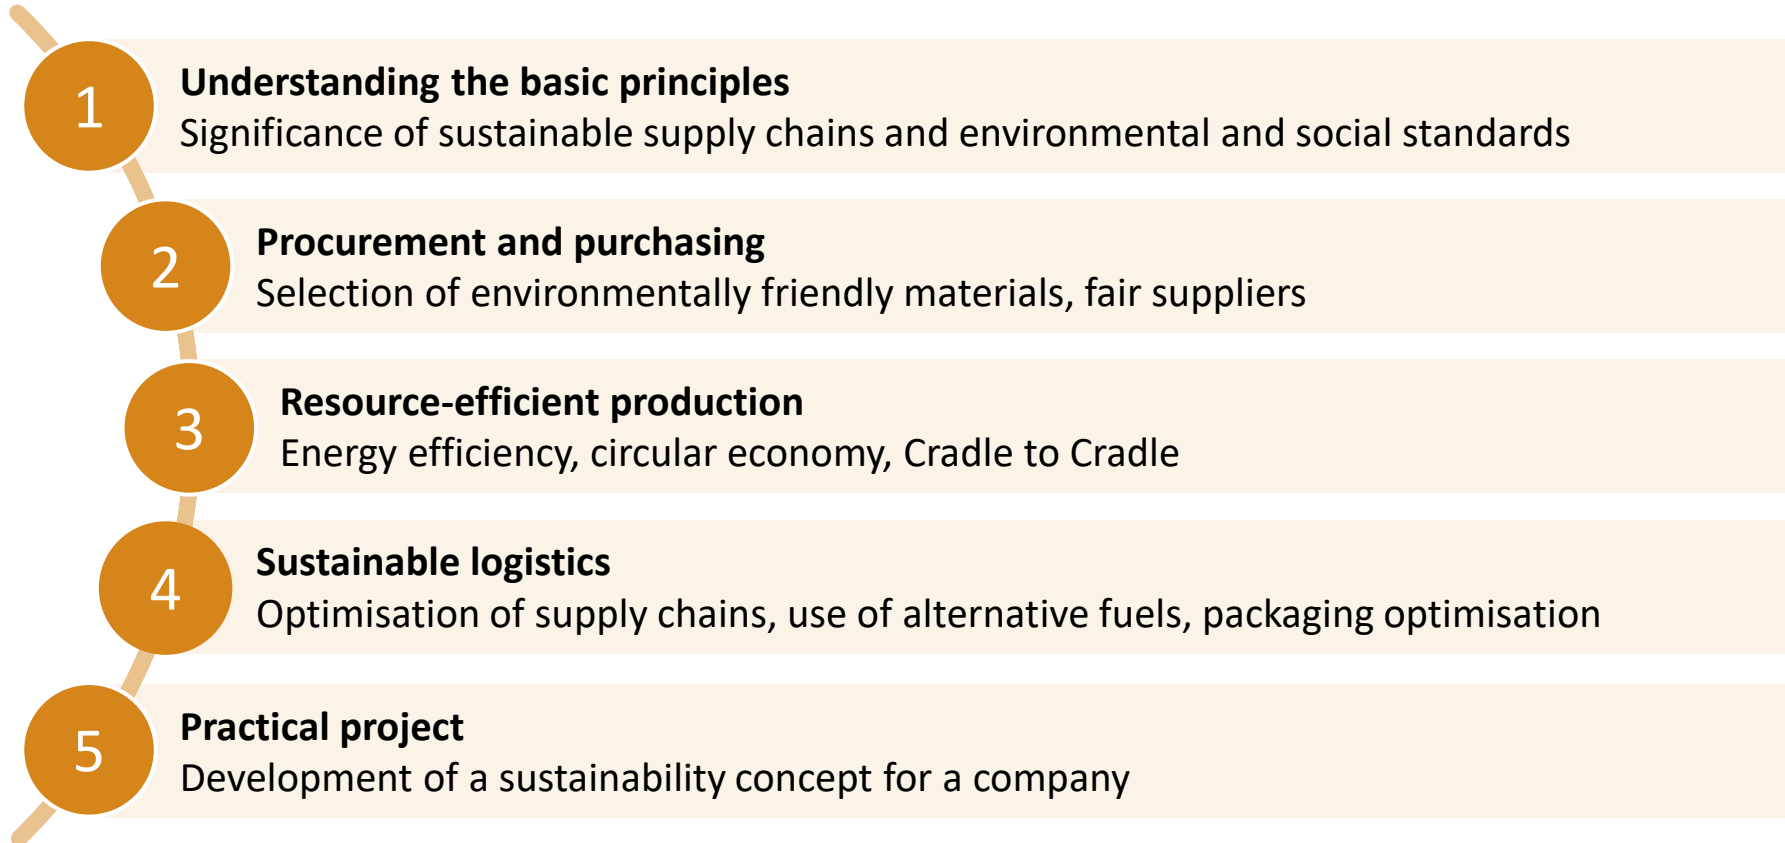 1
Understanding the basic principles
Significance of sustainable supply chains and environmental and social standards
2
Procurement and purchasing
Selection of environmentally friendly materials, fair suppliers
3
Resource-efficient production
Energy efficiency, circular economy, Cradle to Cradle
4
Sustainable logistics
Optimisation of supply chains, use of alternative fuels, packaging optimisation
5
Practical project
Development of a sustainability concept for a company